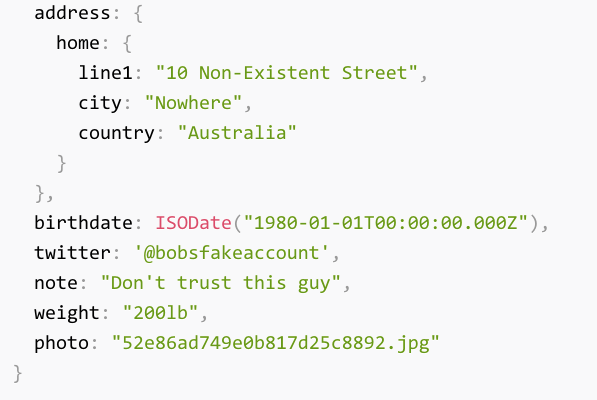 address: {
home: {
line1: "10 Non-Existent Street",
city: "Nowhere",
country: "Australia"
}
},
birthdate: ISODate("1980-01-01T00:00:00.000Z"),
twitter: '@bobsfakeaccount',
note: "Don't trust this guy",
weight: "200lb",
photo: "52e86ad749e0b817d25c8892.jpg"
}